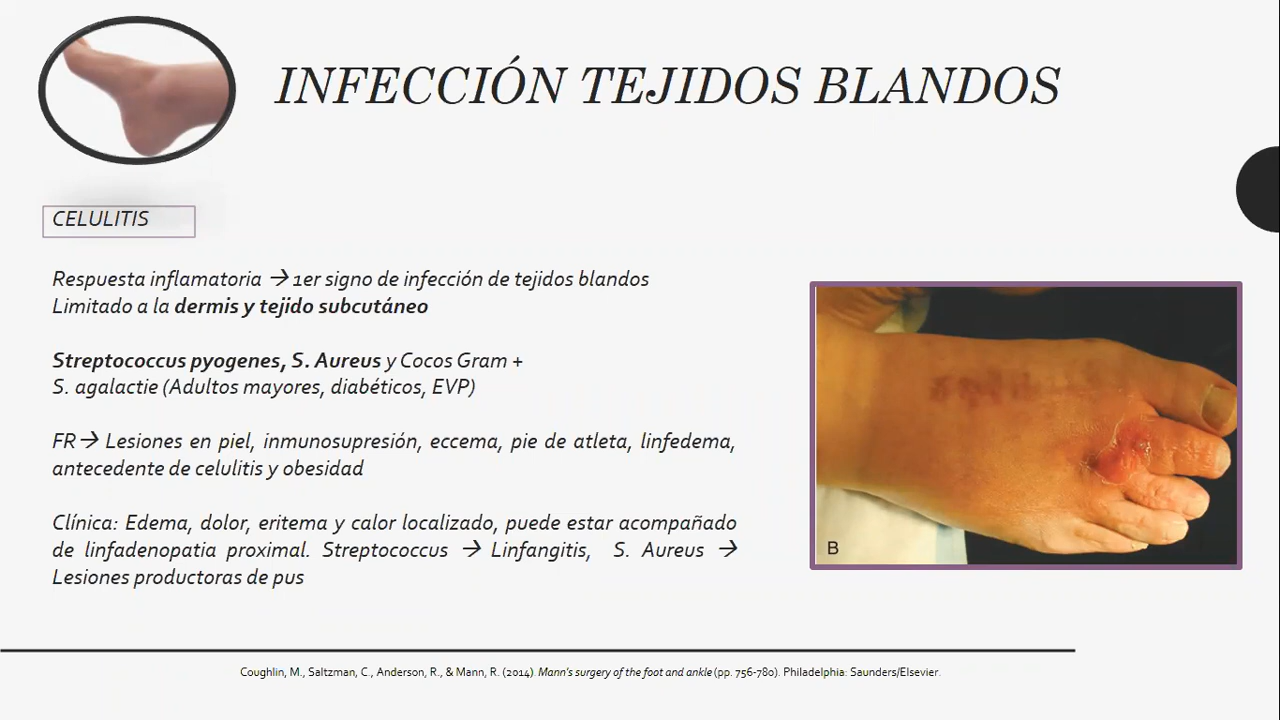 INFECCIÓN TEJIDOS BLANDOS
CELULITIS
Respuesta inflamatoria → 1er signo de infección de tejidos blandos
Limitado a la dermis y tejido subcutáneo
Streptococcus pyogenes, S. Aureus y Cocos Gram +
S. agalactie (Adultos mayores, diabéticos, EVP)
FR → Lesiones en piel, inmunosupresión, eccema, pie de atleta, linfedema,
antecedente de celulitis y obesidad
Clínica: Edema, dolor, eritema y calor localizado, puede estar acompañado
de linfadenopatia proximal. Streptococcus → Linfangitis, S. Aureus →
Lesiones productoras de pus
B
Coughlin, M., Saltzman, C., Anderson, R., & Mann, R. (2014). Mann's surgery of the foot and ankle (pp. 756-780). Philadelphia: Saunders/Elsevier.